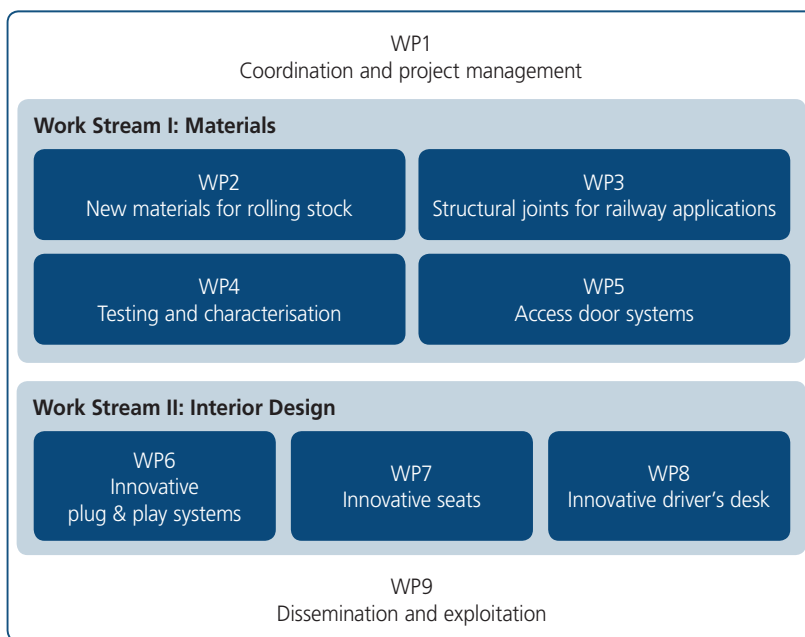 WP1
Coordination and project management
Work Stream I: Materials
WP2
New materials for rolling stock
WP3
Structural joints for railway applications
WP4
Testing and characterisation
WP5
Access door systems
Work Stream II: Interior Design
WP6
Innovative
plug & play systems
WP7
Innovative seats
WP8
Innovative driver's desk
WP9
Dissemination and exploitation